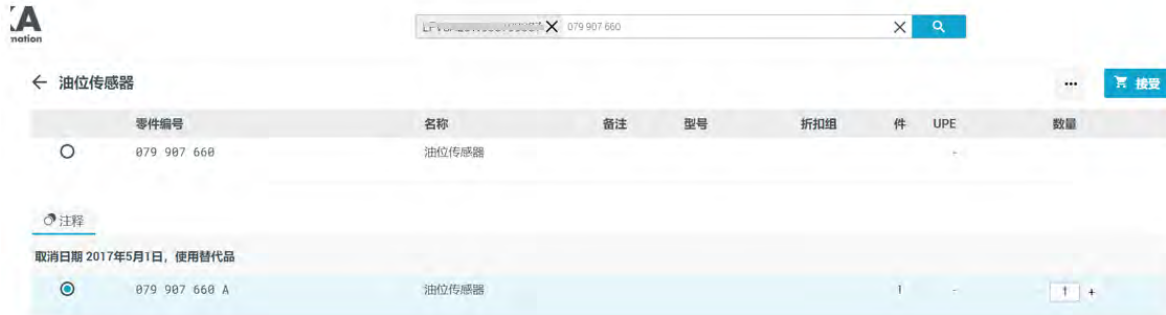 079 907 660
油位传感器
··· 接受
零件编号 名称 备注 型号 折扣组 件 UPE 数量
079 907 660 油位传感器 -
注释
取消日期 2017年5月1日，使用替代品
079 907 660 A 油位传感器 1 - 1 +